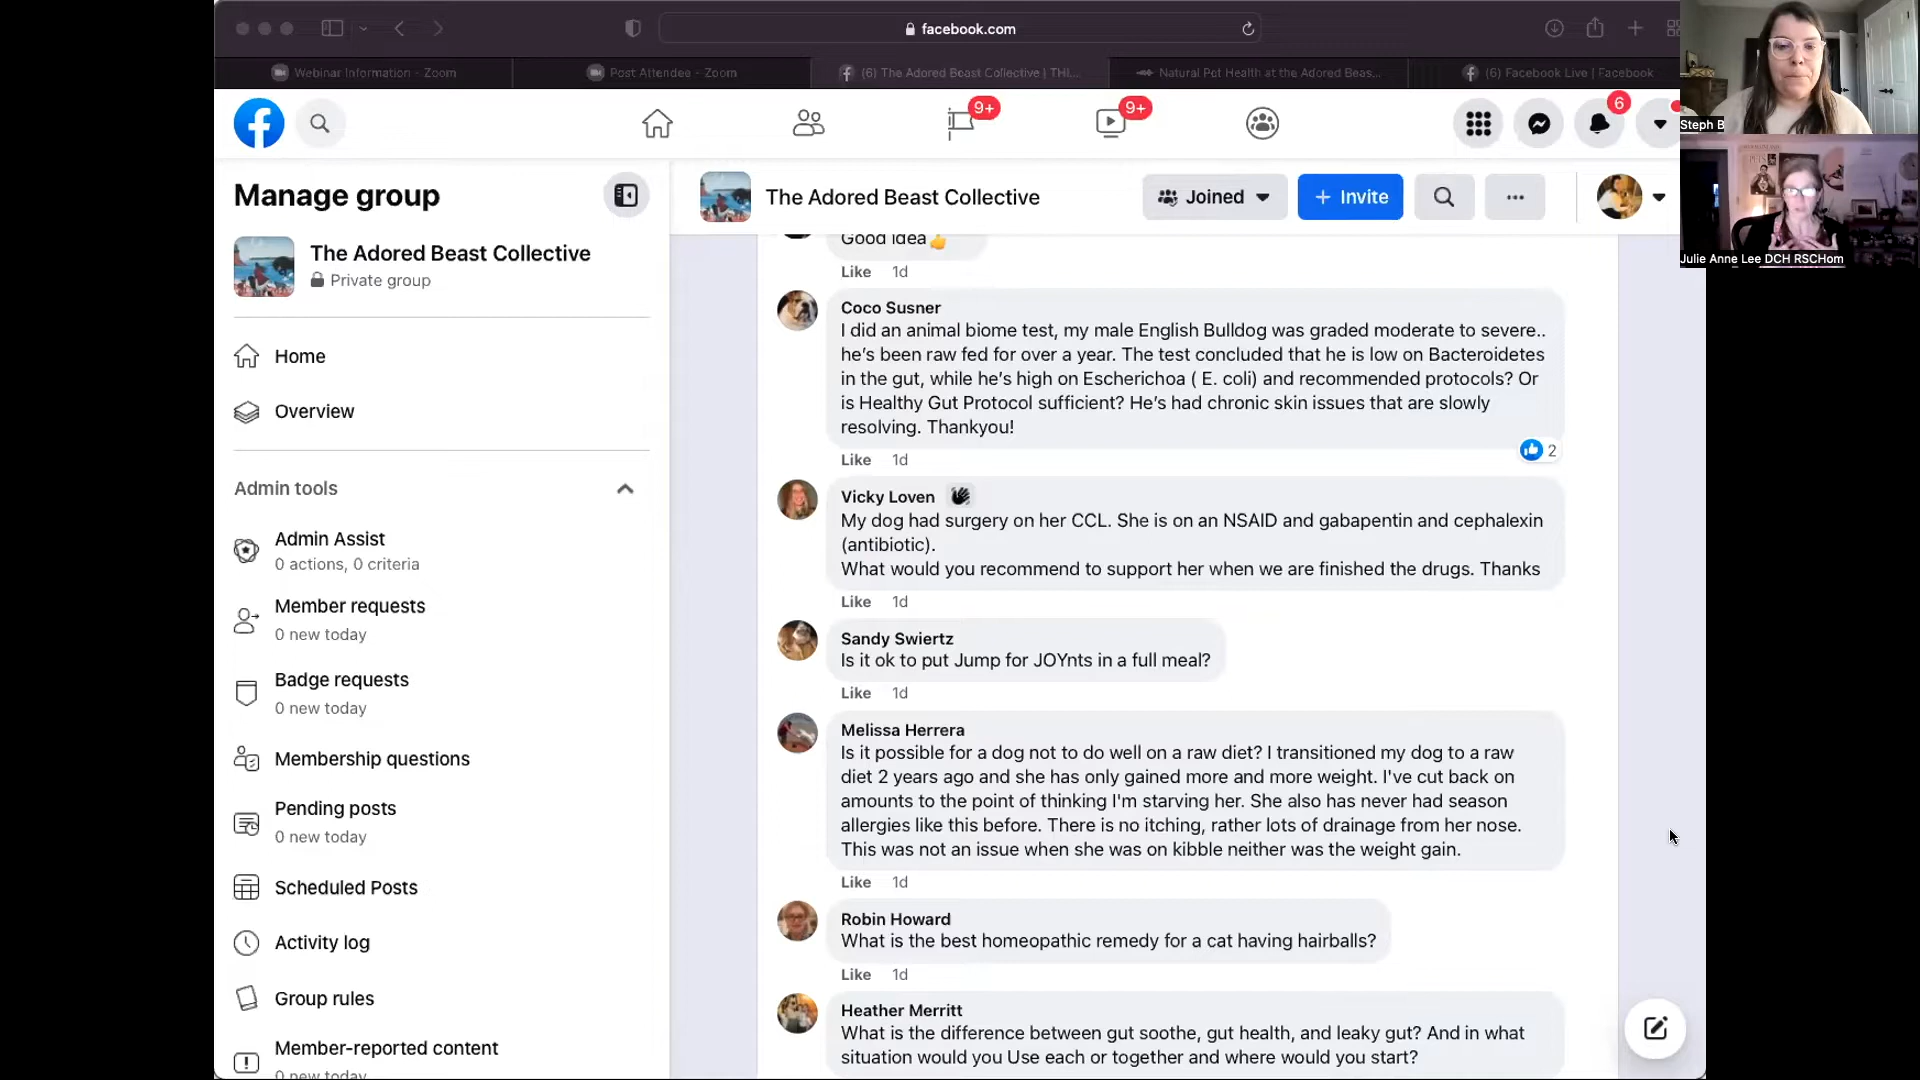 facebook.com
Webinar Information - Zoom
Post Attendee - Zoom
(6) The Adored Beast Collective | THI...
Natural Pet Health at the Adored Beas...
(6) Facebook Live | Facebook
Steph B
Julie Anne Lee DCH RSCHom
9+
9+
6
Manage group
The Adored Beast Collective
Private group
Home
Overview
Admin tools
Admin Assist
0 actions, 0 criteria
Member requests
0 new today
Badge requests
0 new today
Membership questions
Pending posts
0 new today
Scheduled Posts
Activity log
Group rules
Member-reported content
0 new today
The Adored Beast Collective
Joined
+ Invite
Good idea👍
Like 1d
Coco Susner
I did an animal biome test, my male English Bulldog was graded moderate to severe..
he's been raw fed for over a year. The test concluded that he is low on Bacteroidetes
in the gut, while he's high on Escherichoa ( E. coli) and recommended protocols? Or
is Healthy Gut Protocol sufficient? He's had chronic skin issues that are slowly
resolving. Thankyou!
2
Like 1d
Vicky Loven
My dog had surgery on her CCL. She is on an NSAID and gabapentin and cephalexin
(antibiotic).
What would you recommend to support her when we are finished the drugs. Thanks
Like 1d
Sandy Swiertz
Is it ok to put Jump for JOYnts in a full meal?
Like 1d
Melissa Herrera
Is it possible for a dog not to do well on a raw diet? I transitioned my dog to a raw
diet 2 years ago and she has only gained more and more weight. I've cut back on
amounts to the point of thinking I'm starving her. She also has never had season
allergies like this before. There is no itching, rather lots of drainage from her nose.
This was not an issue when she was on kibble neither was the weight gain.
Like 1d
Robin Howard
What is the best homeopathic remedy for a cat having hairballs?
Like 1d
Heather Merritt
What is the difference between gut soothe, gut health, and leaky gut? And in what
situation would you Use each or together and where would you start?